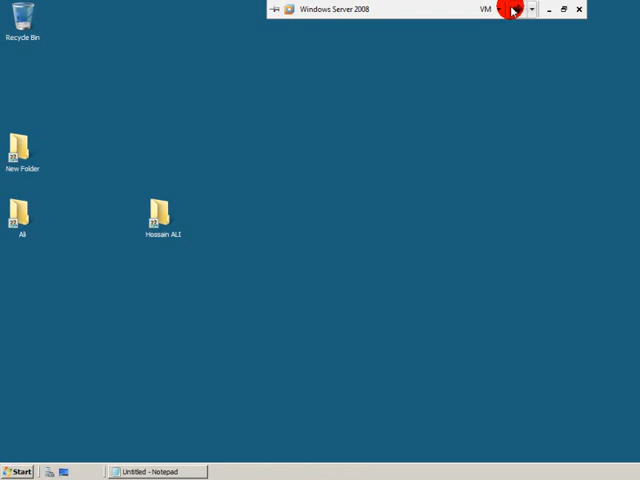 Windows Server 2008
VM
Recycle Bin
New Folder
Ali
Hossain ALI
Start
Untitled - Notepad